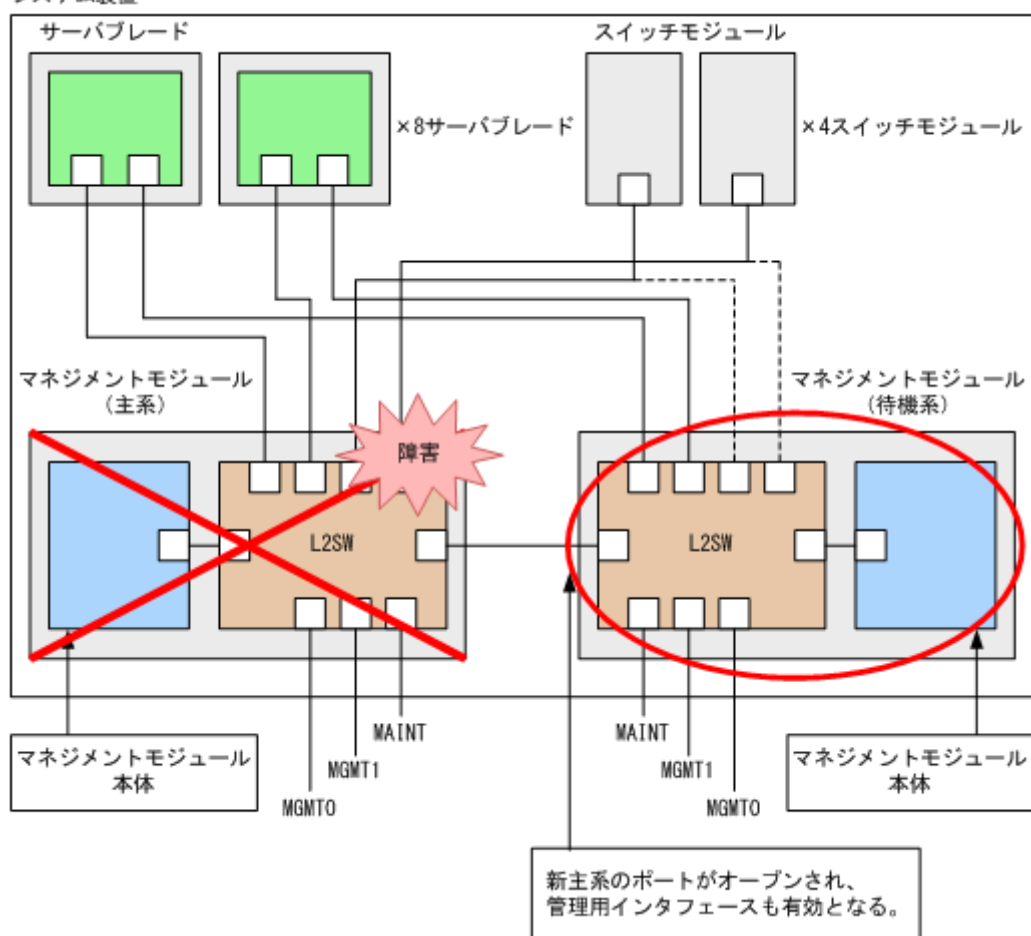 システム装置
サーバブレード
スイッチモジュール
×8サーバブレード
×4スイッチモジュール
マネジメントモジュール
（主系）
マネジメントモジュール
（待機系）
障害
L2SW
L2SW
MAINT
MGMT1
MGMT0
MAINT
MGMT1
MGMT0
マネジメントモジュール
本体
マネジメントモジュール
本体
新主系のポートがオープンされ、
管理用インタフェースも有効となる。